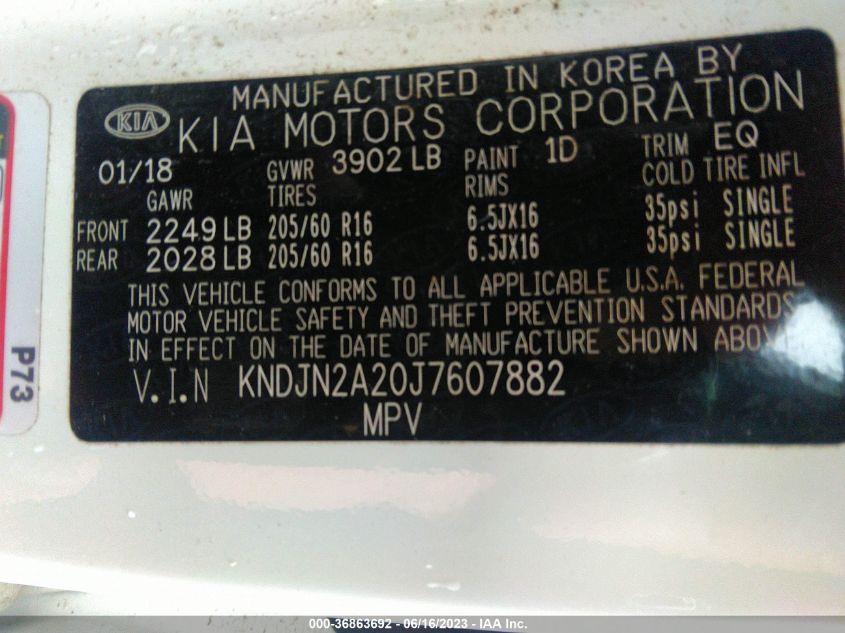 MANUFACTURED IN KOREA BY
KIA KIA MOTORS CORPORATION
01/18 GVWR 3902 LB PAINT 1D TRIM EQ
GAWR TIRES RIMS COLD TIRE INFL
FRONT 2249 LB 205/60 R16 6.5JX16 35psi SINGLE
REAR 2028 LB 205/60 R16 6.5JX16 35psi SINGLE
THIS VEHICLE CONFORMS TO ALL APPLICABLE U.S.A. FEDERAL
MOTOR VEHICLE SAFETY AND THEFT PREVENTION STANDARDS
IN EFFECT ON THE DATE OF MANUFACTURE SHOWN ABOVE
V.I.N KNDJN2A20J7607882
MPV
P73
000-36863692 - 06/16/2023 - IAA Inc.